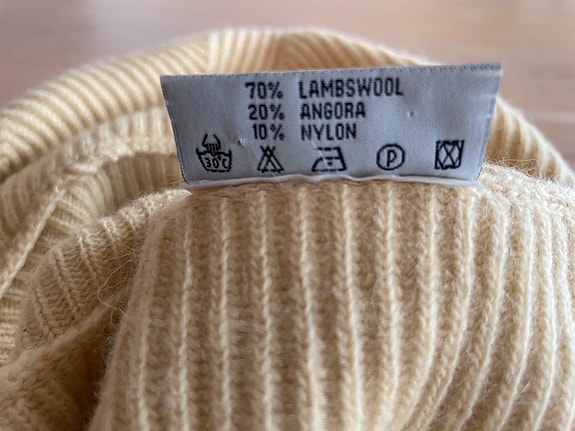 70% LAMBSWOOL
20% ANGORA
10% NYLON
30° P